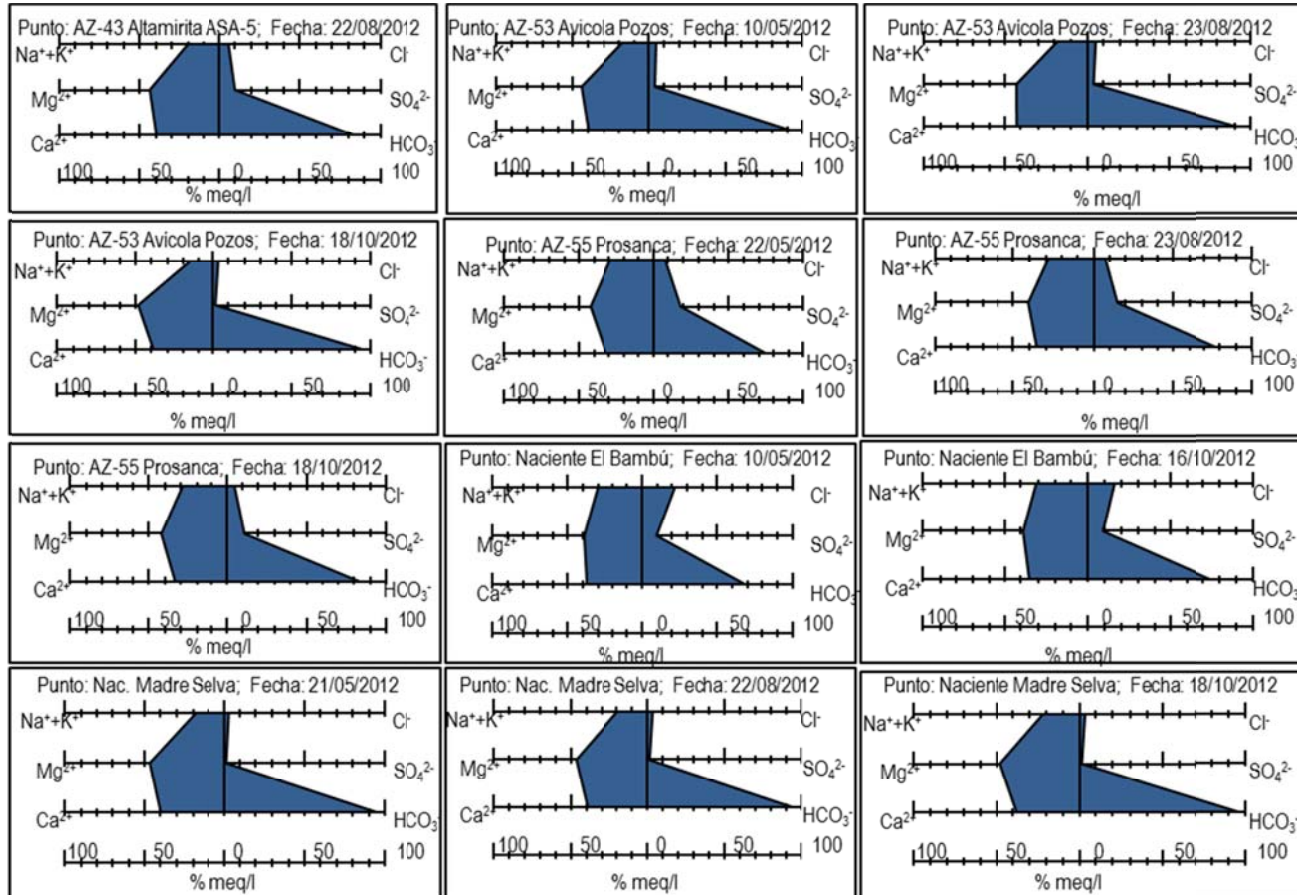 Punto: AZ-43 Altamirita ASA-5; Fecha: 22/08/2012
Na⁺+K⁺ Cl⁻
Mg²⁺ SO₄²⁻
Ca²⁺ HCO₃⁻
100 50 0 50 100
% meq/l
Punto: AZ-53 Avicola Pozos; Fecha: 10/05/2012
Na⁺+K⁺ Cl⁻
Mg²⁺ SO₄²⁻
Ca²⁺ HCO₃⁻
100 50 0 50 100
% meq/l
Punto: AZ-53 Avicola Pozos; Fecha: 23/08/2012
Na⁺+K⁺ Cl⁻
Mg²⁺ SO₄²⁻
Ca²⁺ HCO₃⁻
100 50 0 50 100
% meq/l
Punto: AZ-53 Avicola Pozos; Fecha: 18/10/2012
Na⁺+K⁺ Cl⁻
Mg²⁺ SO₄²⁻
Ca²⁺ HCO₃⁻
100 50 0 50 100
% meq/l
Punto: AZ-55 Prosanca; Fecha: 22/05/2012
Na⁺+K⁺ Cl⁻
Mg²⁺ SO₄²⁻
Ca²⁺ HCO₃⁻
100 50 0 50 100
% meq/l
Punto: AZ-55 Prosanca; Fecha: 23/08/2012
Na⁺+K⁺ Cl⁻
Mg²⁺ SO₄²⁻
Ca²⁺ HCO₃⁻
100 50 0 50 100
% meq/l
Punto: AZ-55 Prosanca; Fecha: 18/10/2012
Na⁺+K⁺ Cl⁻
Mg²⁺ SO₄²⁻
Ca²⁺ HCO₃⁻
100 50 0 50 100
% meq/l
Punto: Naciente El Bambú; Fecha: 10/05/2012
Na⁺+K⁺ Cl⁻
Mg²⁺ SO₄²⁻
Ca²⁺ HCO₃
100 50 0 50 100
% meq/l
Punto: Naciente El Bambú; Fecha: 16/10/2012
Na⁺+K⁺ Cl⁻
Mg²⁺ SO₄²⁻
Ca²⁺ HCO₃⁻
100 50 0 50 100
% meq/l
Punto: Nac. Madre Selva; Fecha: 21/05/2012
Na⁺+K⁺ Cl⁻
Mg²⁺ SO₄²⁻
Ca²⁺ HCO₃⁻
100 50 0 50 100
% meq/l
Punto: Nac. Madre Selva; Fecha: 22/08/2012
Na⁺+K⁺ Cl⁻
Mg²⁺ SO₄²⁻
Ca²⁺ HCO₃⁻
100 50 0 50 100
% meq/l
Punto: Naciente Madre Selva; Fecha: 18/10/2012
Na⁺+K⁺ Cl⁻
Mg²⁺ SO₄²⁻
Ca²⁺ HCO₃⁻
100 50 0 50 100
% meq/l